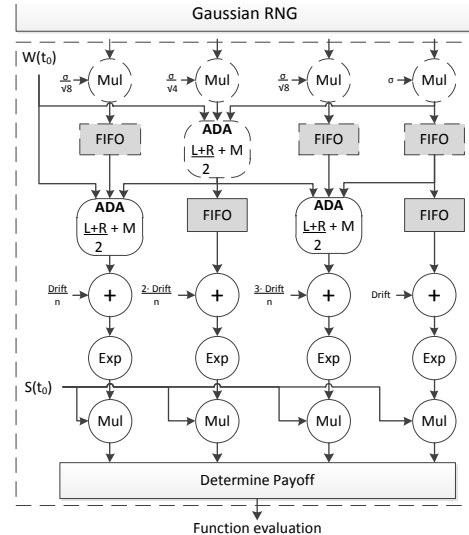 Gaussian RNG
W(t₀)
σ/√8 Mul σ/√4 Mul σ/√8 Mul σ Mul
FIFO ADA FIFO FIFO
L+R/2 + M
ADA FIFO ADA FIFO
L+R/2 + M L+R/2 + M
Drift/n + 2· Drift/n + 3· Drift/n + Drift +
Exp Exp Exp Exp
S(t₀)
Mul Mul Mul Mul
Determine Payoff
Function evaluation